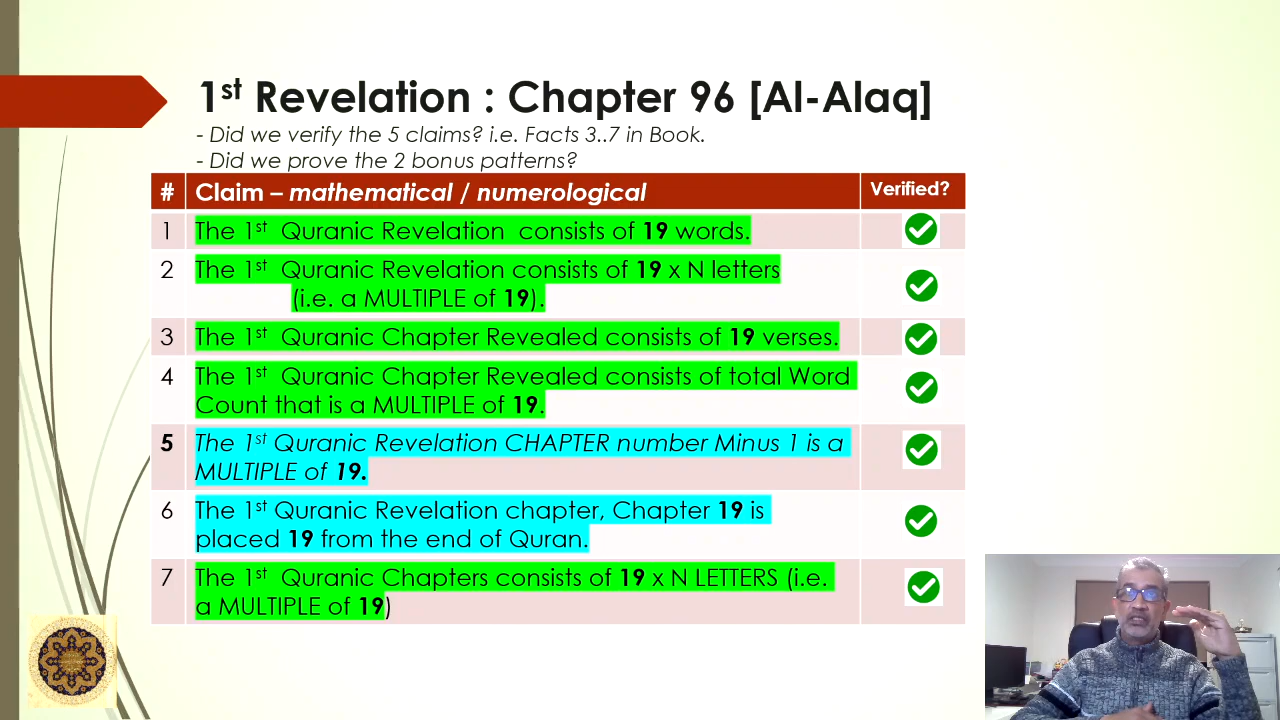 1st Revelation : Chapter 96 [Al-Alaq]
- Did we verify the 5 claims? i.e. Facts 3..7 in Book.
- Did we prove the 2 bonus patterns?
# Claim – mathematical / numerological Verified?
1 The 1st Quranic Revelation consists of 19 words.
2 The 1st Quranic Revelation consists of 19 x N letters
(i.e. a MULTIPLE of 19).
3 The 1st Quranic Chapter Revealed consists of 19 verses.
4 The 1st Quranic Chapter Revealed consists of total Word
Count that is a MULTIPLE of 19.
5 The 1st Quranic Revelation CHAPTER number Minus 1 is a
MULTIPLE of 19.
6 The 1st Quranic Revelation chapter, Chapter 19 is
placed 19 from the end of Quran.
7 The 1st Quranic Chapters consists of 19 x N LETTERS (i.e.
a MULTIPLE of 19)